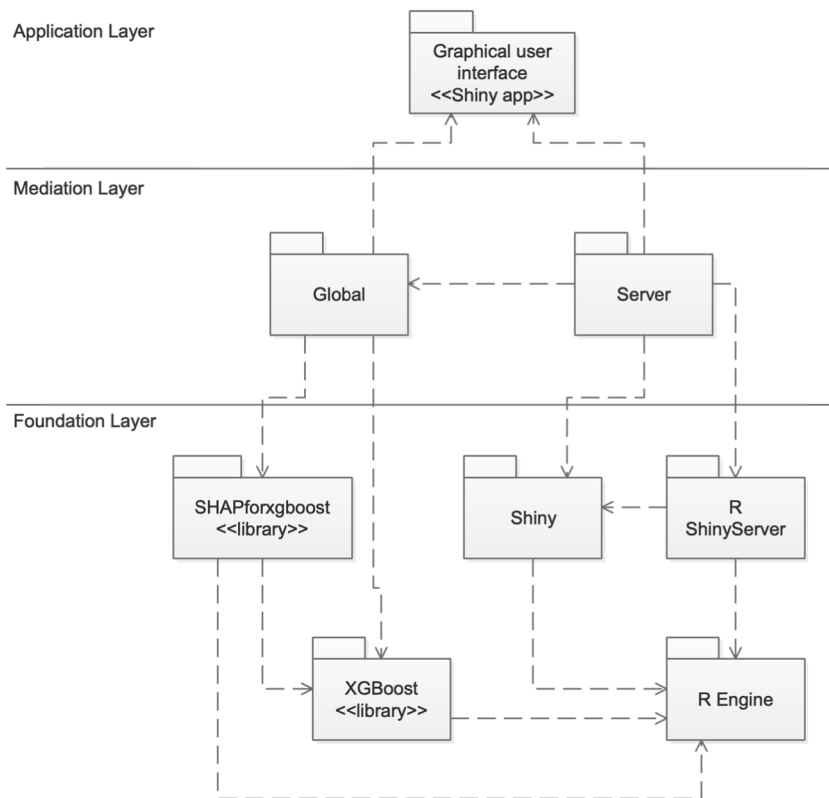 Application Layer
Graphical user
interface
<<Shiny app>>
Mediation Layer
Global
Server
Foundation Layer
SHAPforxgboost
<<library>>
Shiny
R
ShinyServer
XGBoost
<<library>>
R Engine